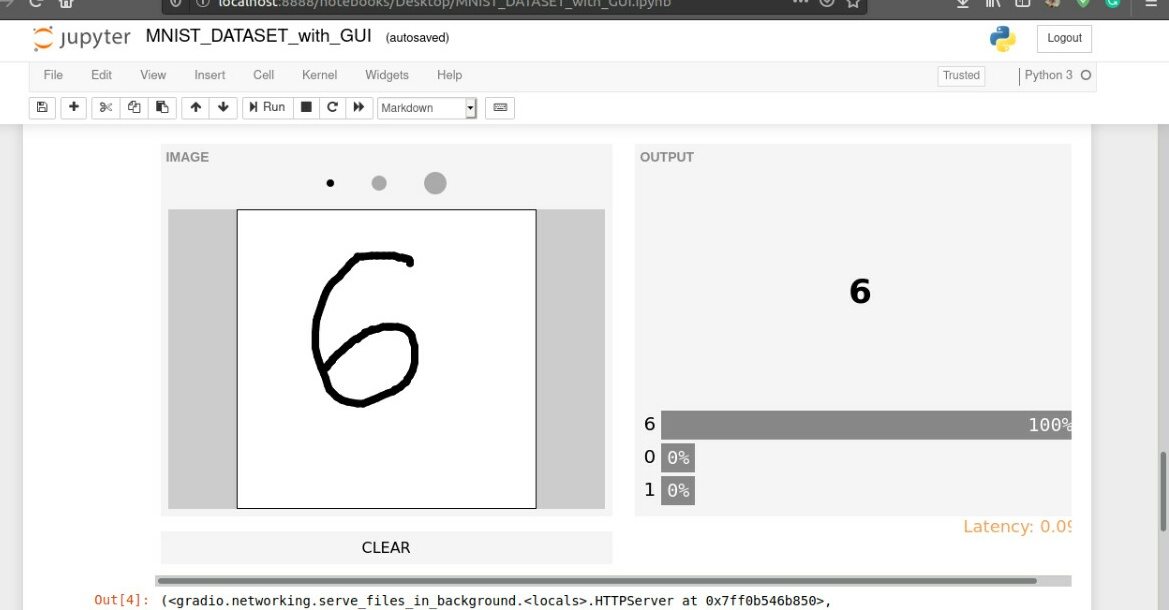 localhost:8888/notebooks/Desktop/MNIST_DATASET_with_GUI.ipynb
jupyter MNIST_DATASET_with_GUI (autosaved)
Logout
File Edit View Insert Cell Kernel Widgets Help
Trusted
Python 3
Run
Markdown
IMAGE
6
CLEAR
OUTPUT
6
6 100%
0 0%
1 0%
Latency: 0.09
Out[4]: (<gradio.networking.serve_files_in_background.<locals>.HTTPServer at 0x7ff0b546b850>,